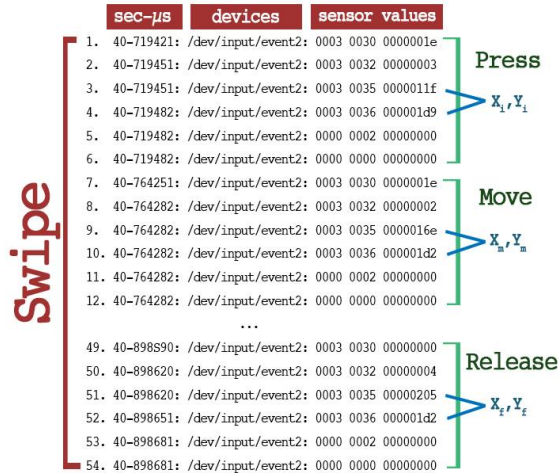 sec-µs devices sensor values
1. 40-719421: /dev/input/event2: 0003 0030 0000001e
2. 40-719451: /dev/input/event2: 0003 0032 00000003
3. 40-719451: /dev/input/event2: 0003 0035 0000011f
4. 40-719482: /dev/input/event2: 0003 0036 000001d9
5. 40-719482: /dev/input/event2: 0000 0002 00000000
6. 40-719482: /dev/input/event2: 0000 0000 00000000
Press
Xi,Yi
7. 40-764251: /dev/input/event2: 0003 0030 0000001e
8. 40-764282: /dev/input/event2: 0003 0032 00000002
9. 40-764282: /dev/input/event2: 0003 0035 0000016e
10. 40-764282: /dev/input/event2: 0003 0036 000001d2
11. 40-764282: /dev/input/event2: 0000 0002 00000000
12. 40-764282: /dev/input/event2: 0000 0000 00000000
Move
Xm,Ym
...
49. 40-898S90: /dev/input/event2: 0003 0030 00000000
50. 40-898620: /dev/input/event2: 0003 0032 00000004
51. 40-898620: /dev/input/event2: 0003 0035 00000205
52. 40-898651: /dev/input/event2: 0003 0036 000001d2
53. 40-898681: /dev/input/event2: 0000 0002 00000000
54. 40-898681: /dev/input/event2: 0000 0000 00000000
Release
Xf,Yf
Swipe